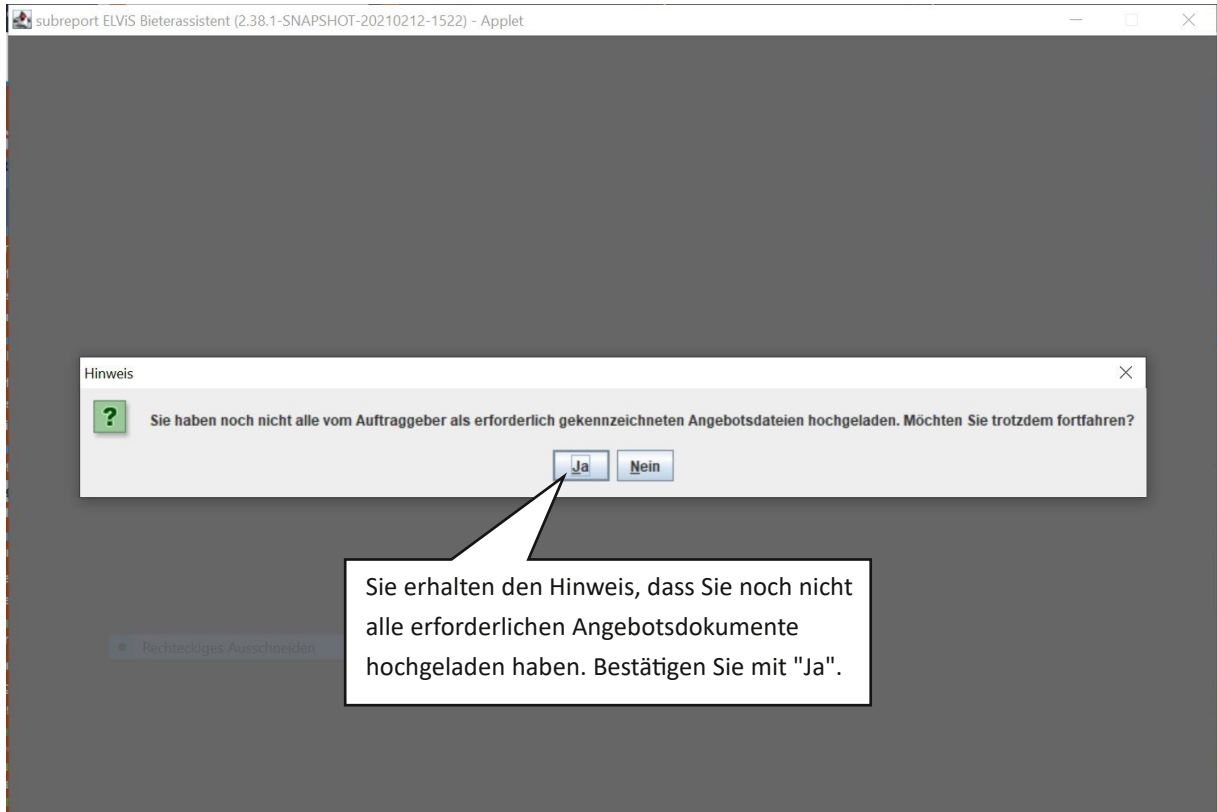 subreport ELViS Bieterassistent (2.38.1-SNAPSHOT-20210212-1522) - Applet
Hinweis
Sie haben noch nicht alle vom Auftraggeber als erforderlich gekennzeichneten Angebotsdateien hochgeladen. Möchten Sie trotzdem fortfahren?
Ja Nein
Sie erhalten den Hinweis, dass Sie noch nicht
alle erforderlichen Angebotsdokumente
hochgeladen haben. Bestätigen Sie mit "Ja".
Rechteckiges Ausschneiden